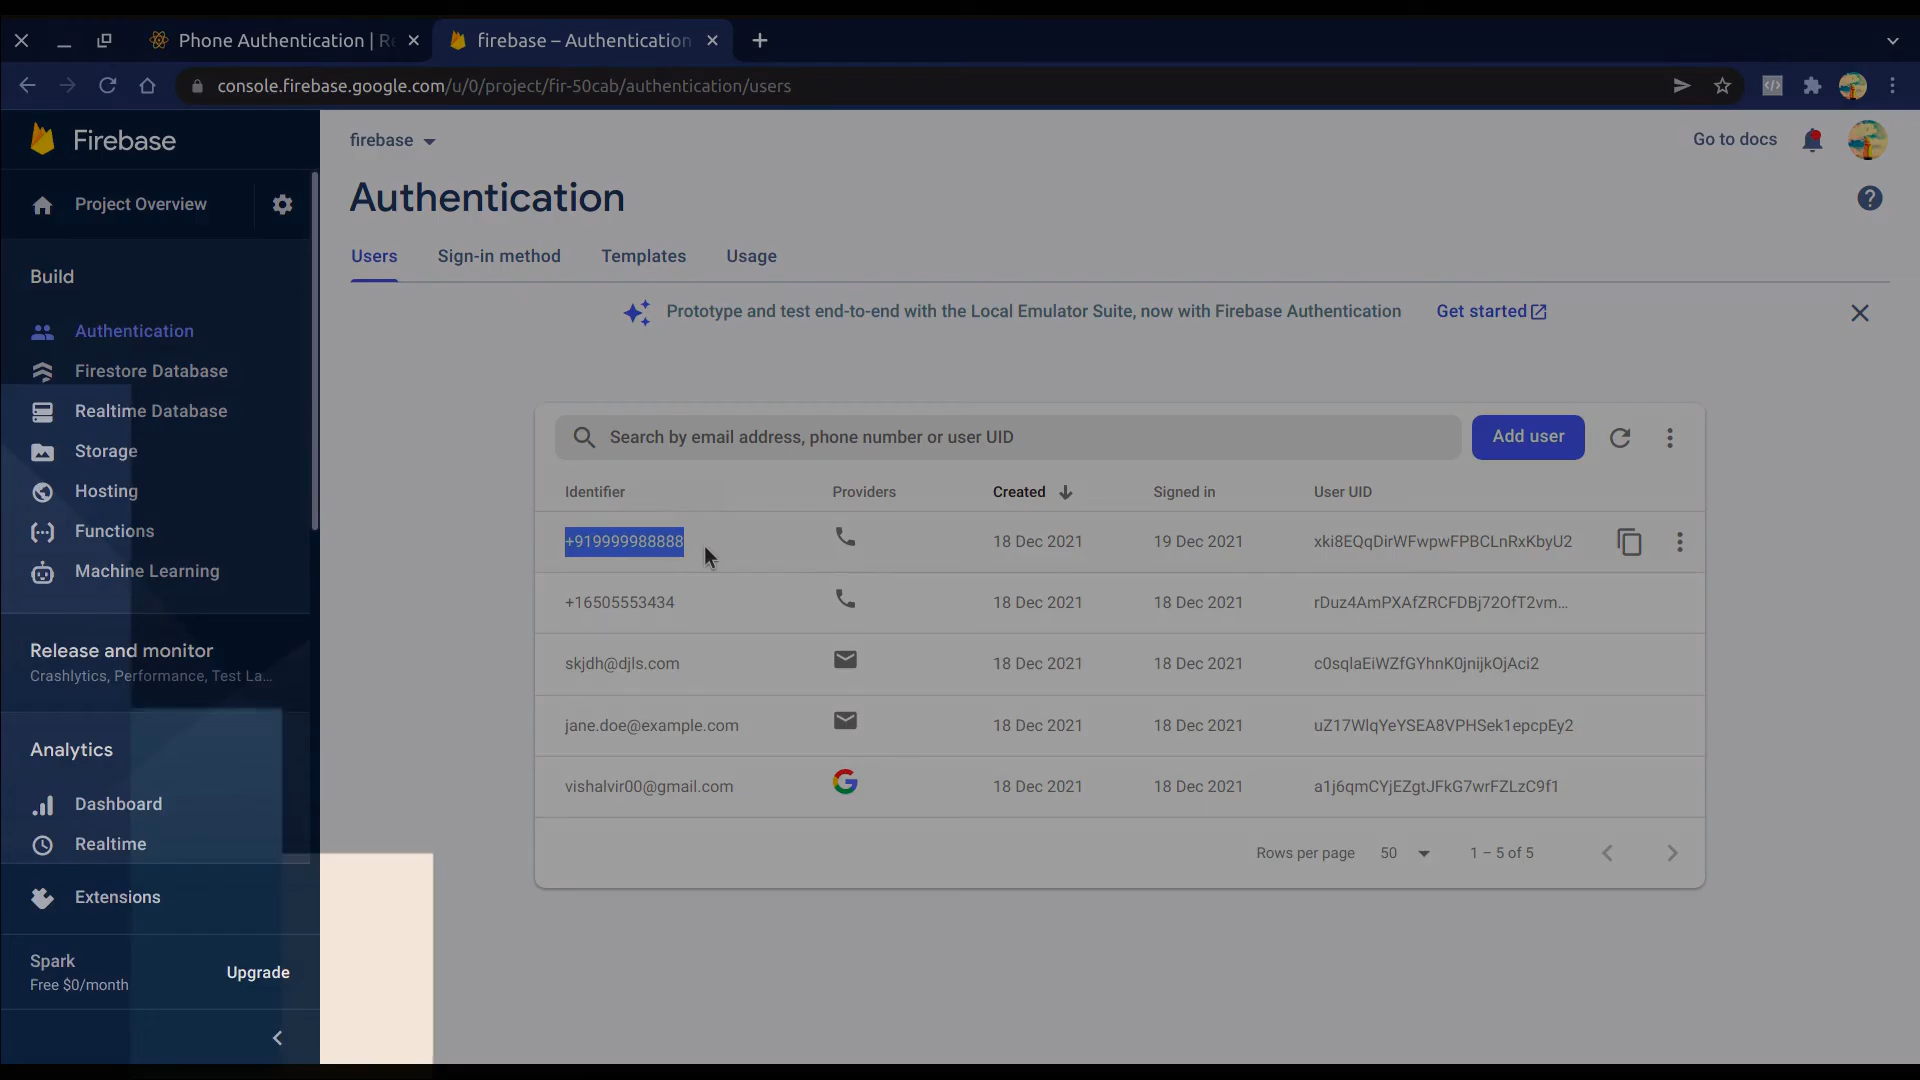 Phone Authentication | Re
firebase – Authentication
console.firebase.google.com/u/0/project/fir-50cab/authentication/users
Firebase
firebase
Go to docs
Project Overview
Authentication
Users
Sign-in method
Templates
Usage
Build
Prototype and test end-to-end with the Local Emulator Suite, now with Firebase Authentication
Get started
Authentication
Firestore Database
Realtime Database
Storage
Hosting
Functions
Machine Learning
Search by email address, phone number or user UID
Add user
Identifier Providers Created Signed in User UID
+919999988888 18 Dec 2021 19 Dec 2021 xki8EQqDirWFwpwFPBCLnRxKbyU2
+16505553434 18 Dec 2021 18 Dec 2021 rDuz4AmPXAfZRCFDBj72OfT2vm...
skjdh@djls.com 18 Dec 2021 18 Dec 2021 c0sqlaEiWZfGYhnK0jnijkOjAci2
jane.doe@example.com 18 Dec 2021 18 Dec 2021 uZ17WlqYeYSEA8VPHSek1epcpEy2
vishalvir00@gmail.com 18 Dec 2021 18 Dec 2021 a1j6qmCYjEZgtJFkG7wrFZLzC9f1
Rows per page 50 1 – 5 of 5
Release and monitor
Crashlytics, Performance, Test La...
Analytics
Dashboard
Realtime
Extensions
Spark
Free $0/month
Upgrade